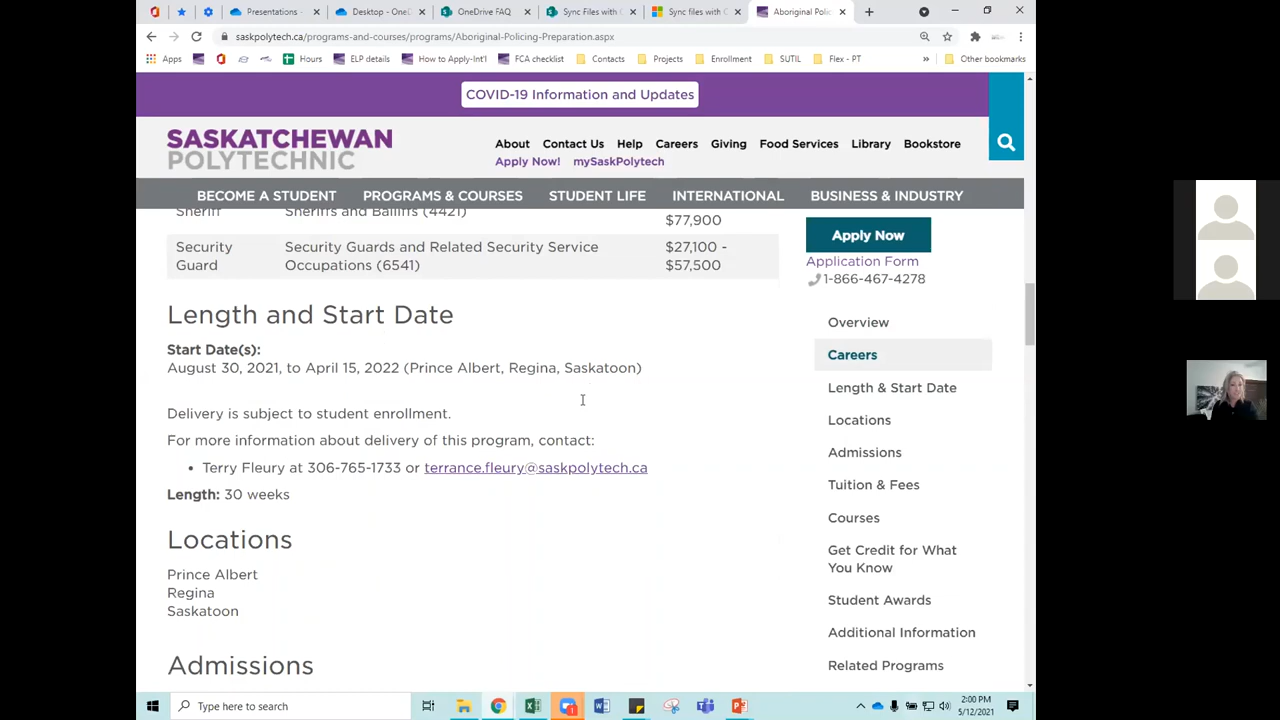 Presentations -
Desktop - OneD
OneDrive FAQ
Sync Files with C
Sync files with C
Aboriginal Polic
saskpolytech.ca/programs-and-courses/programs/Aboriginal-Policing-Preparation.aspx
Apps
Hours
ELP details
How to Apply-Int'l
FCA checklist
Contacts
Projects
Enrollment
SUTIL
Flex - PT
Other bookmarks
COVID-19 Information and Updates
SASKATCHEWAN
POLYTECHNIC
About Contact Us Help Careers Giving Food Services Library Bookstore
Apply Now! mySaskPolytech
BECOME A STUDENT PROGRAMS & COURSES STUDENT LIFE INTERNATIONAL BUSINESS & INDUSTRY
Sheriff Sheriffs and Bailiffs (4421)
$77,900
Security Guards and Related Security Service $27,100 -
Guard Occupations (6541) $57,500
Length and Start Date
Start Date(s):
August 30, 2021, to April 15, 2022 (Prince Albert, Regina, Saskatoon)
Delivery is subject to student enrollment.
For more information about delivery of this program, contact:
• Terry Fleury at 306-765-1733 or terrance.fleury@saskpolytech.ca
Length: 30 weeks
Locations
Prince Albert
Regina
Saskatoon
Admissions
Apply Now
Application Form
1-866-467-4278
Overview
Careers
Length & Start Date
Locations
Admissions
Tuition & Fees
Courses
Get Credit for What
You Know
Student Awards
Additional Information
Related Programs
Type here to search
2:00 PM
5/12/2021